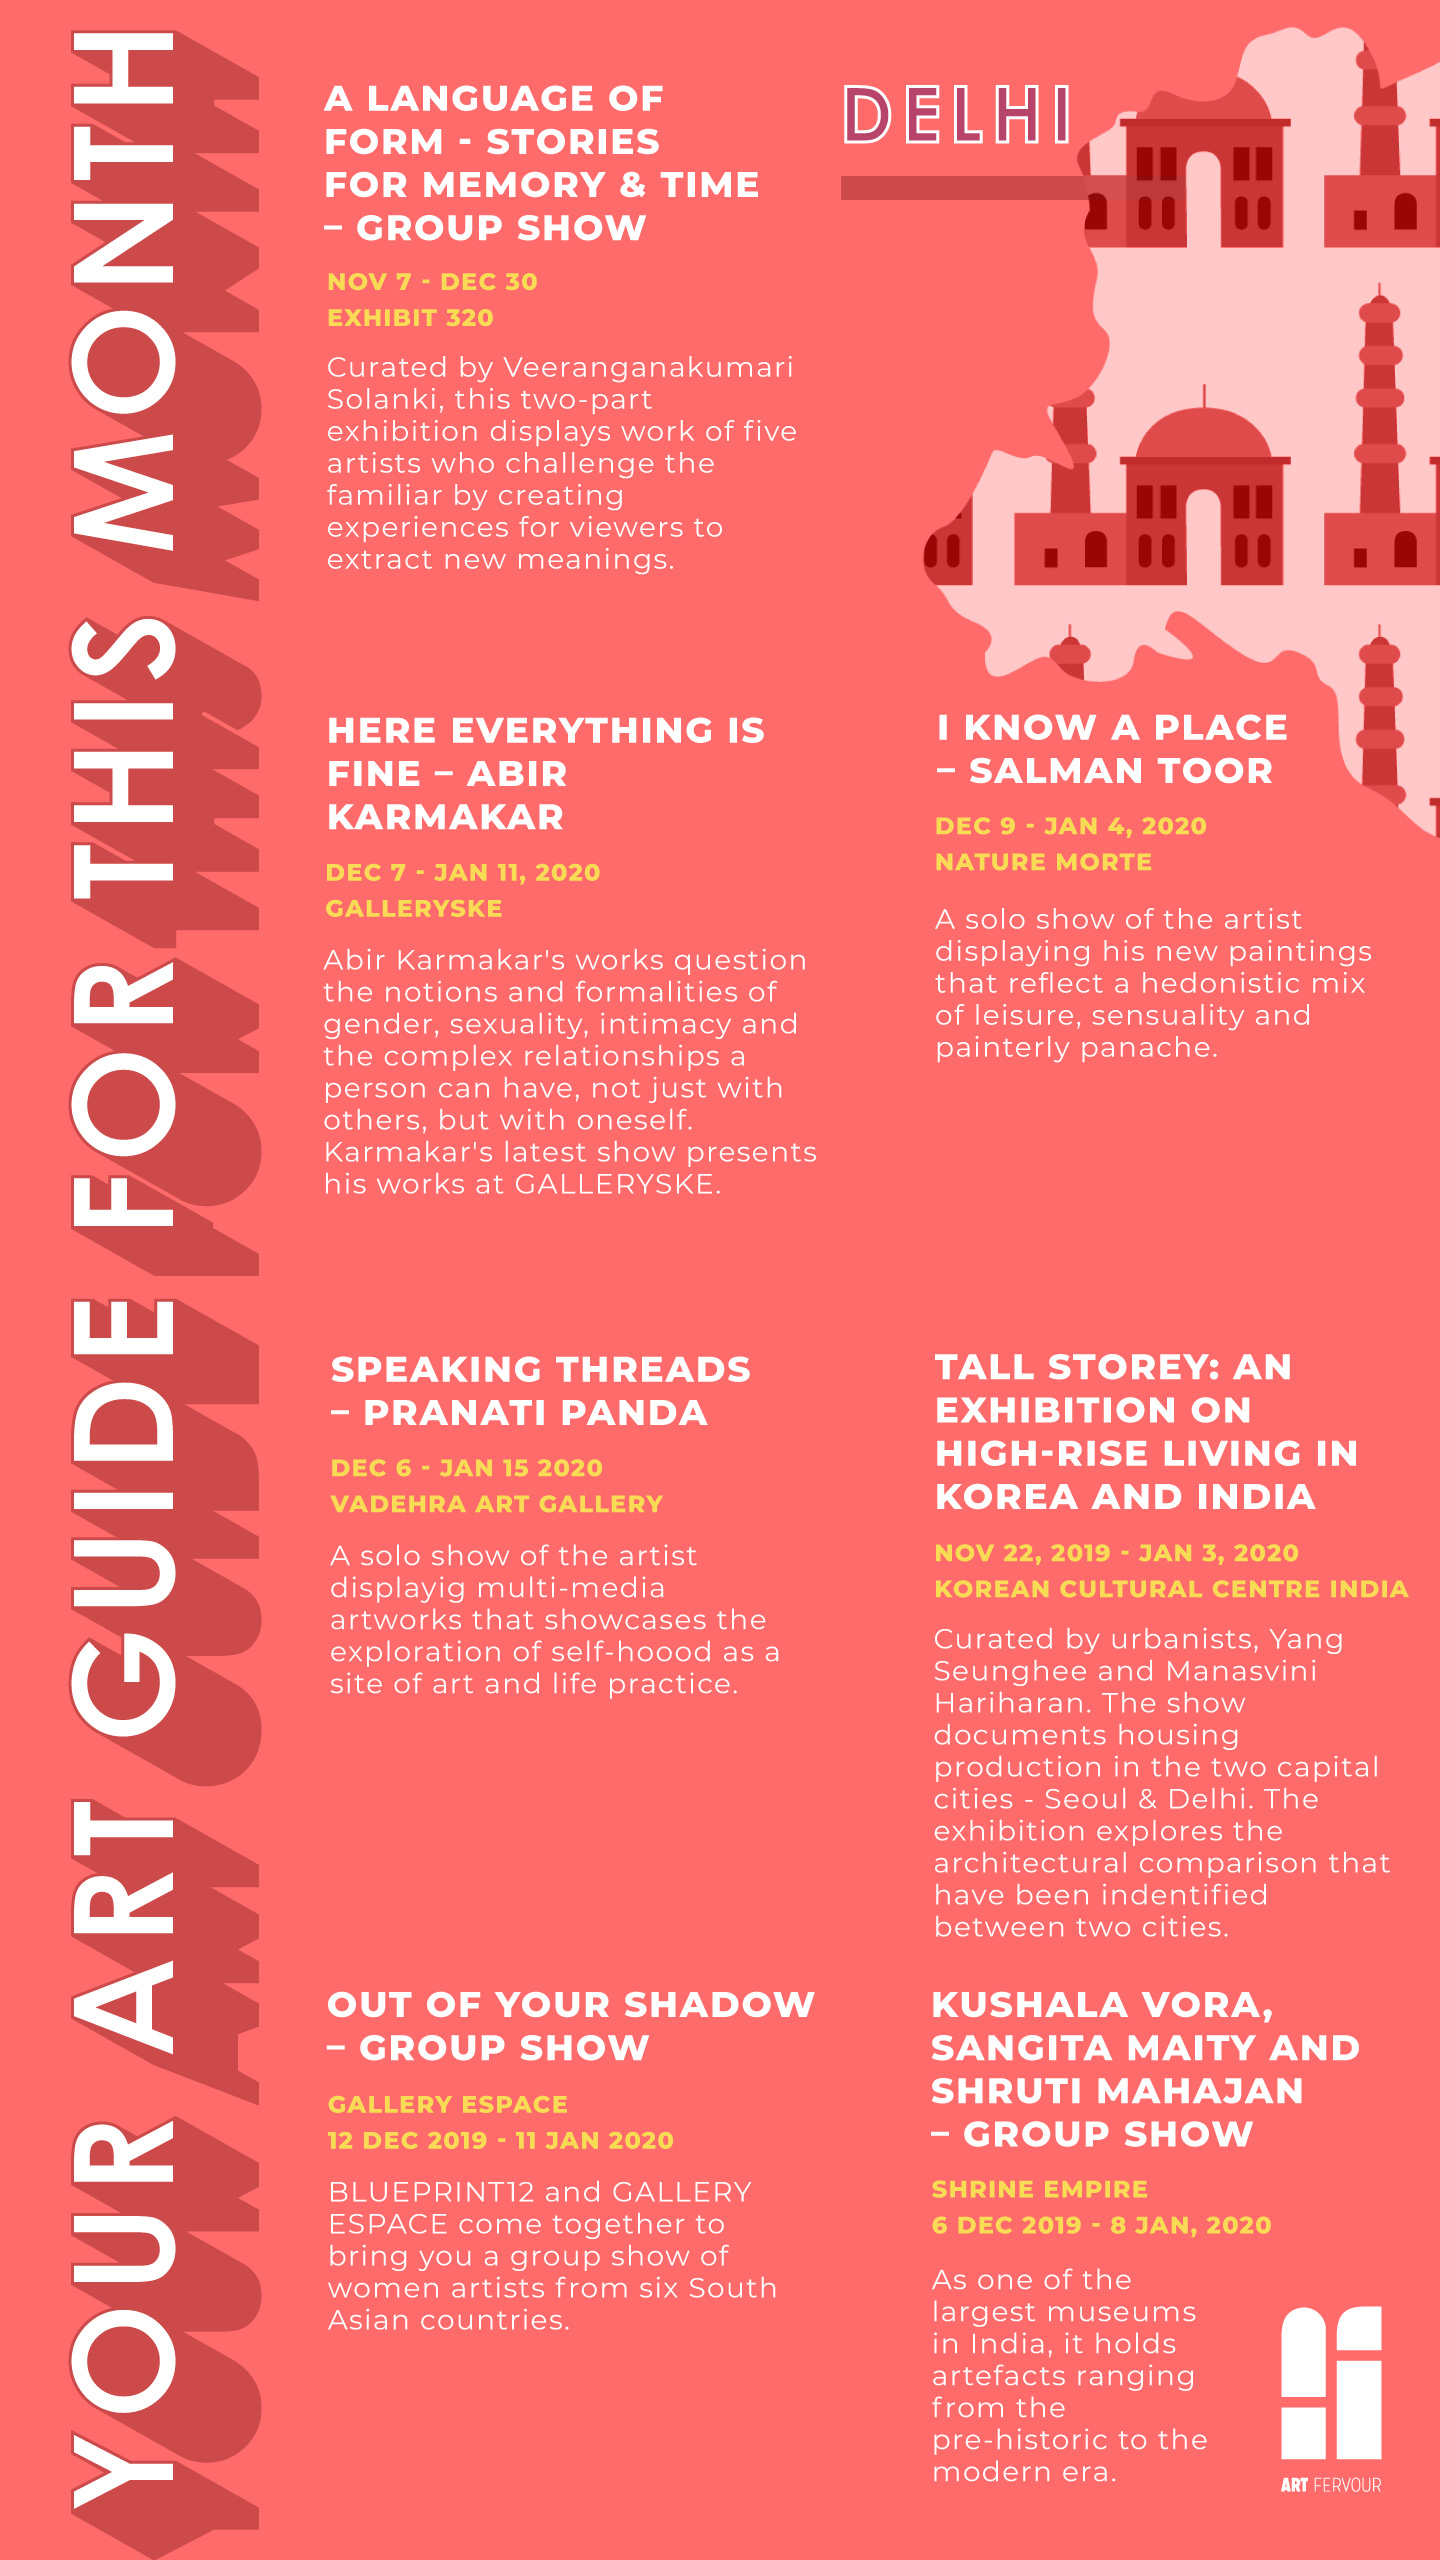 YOUR ART GUIDE FOR THIS MONTH
DELHI
A LANGUAGE OF
FORM - STORIES
FOR MEMORY & TIME
– GROUP SHOW
NOV 7 - DEC 30
EXHIBIT 320
Curated by Veeranganakumari
Solanki, this two-part
exhibition displays work of five
artists who challenge the
familiar by creating
experiences for viewers to
extract new meanings.
HERE EVERYTHING IS
FINE – ABIR
KARMAKAR
DEC 7 - JAN 11, 2020
GALLERYSKE
Abir Karmakar's works question
the notions and formalities of
gender, sexuality, intimacy and
the complex relationships a
person can have, not just with
others, but with oneself.
Karmakar's latest show presents
his works at GALLERYSKE.
I KNOW A PLACE
– SALMAN TOOR
DEC 9 - JAN 4, 2020
NATURE MORTE
A solo show of the artist
displaying his new paintings
that reflect a hedonistic mix
of leisure, sensuality and
painterly panache.
SPEAKING THREADS
– PRANATI PANDA
DEC 6 - JAN 15 2020
VADEHRA ART GALLERY
A solo show of the artist
displayig multi-media
artworks that showcases the
exploration of self-hoood as a
site of art and life practice.
TALL STOREY: AN
EXHIBITION ON
HIGH-RISE LIVING IN
KOREA AND INDIA
NOV 22, 2019 - JAN 3, 2020
KOREAN CULTURAL CENTRE INDIA
Curated by urbanists, Yang
Seunghee and Manasvini
Hariharan. The show
documents housing
production in the two capital
cities - Seoul & Delhi. The
exhibition explores the
architectural comparison that
have been indentified
between two cities.
OUT OF YOUR SHADOW
– GROUP SHOW
GALLERY ESPACE
12 DEC 2019 - 11 JAN 2020
BLUEPRINT12 and GALLERY
ESPACE come together to
bring you a group show of
women artists from six South
Asian countries.
KUSHALA VORA,
SANGITA MAITY AND
SHRUTI MAHAJAN
– GROUP SHOW
SHRINE EMPIRE
6 DEC 2019 - 8 JAN, 2020
As one of the
largest museums
in India, it holds
artefacts ranging
from the
pre-historic to the
modern era.
ART FERVOUR